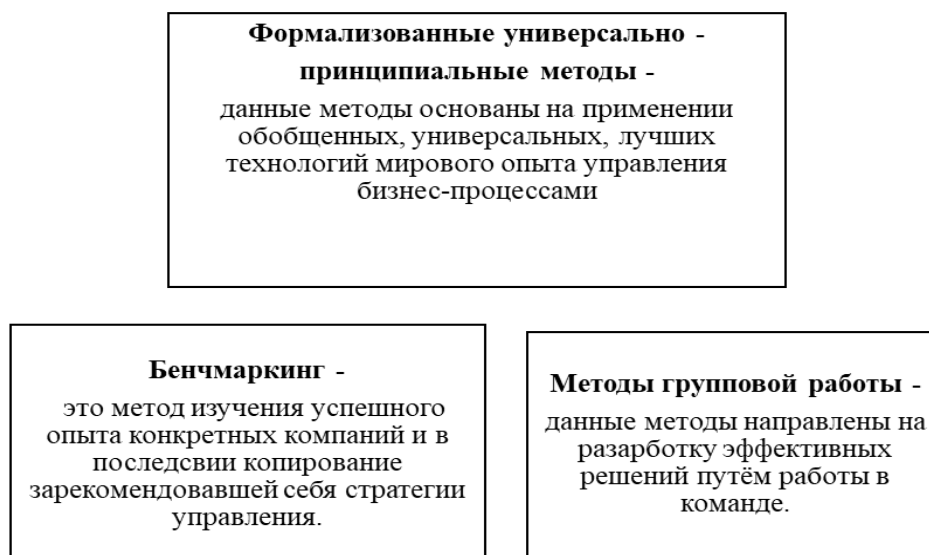 Формализованные универсально -
принципиальные методы -
данные методы основаны на применении
обобщенных, универсальных, лучших
технологий мирового опыта управления
бизнес-процессами
Бенчмаркинг -
это метод изучения успешного
опыта конкретных компаний и в
последсвии копирование
зарекомендовавшей себя стратегии
управления.
Методы групповой работы -
данные методы направлены на
разарботку эффективных
решений путём работы в
команде.